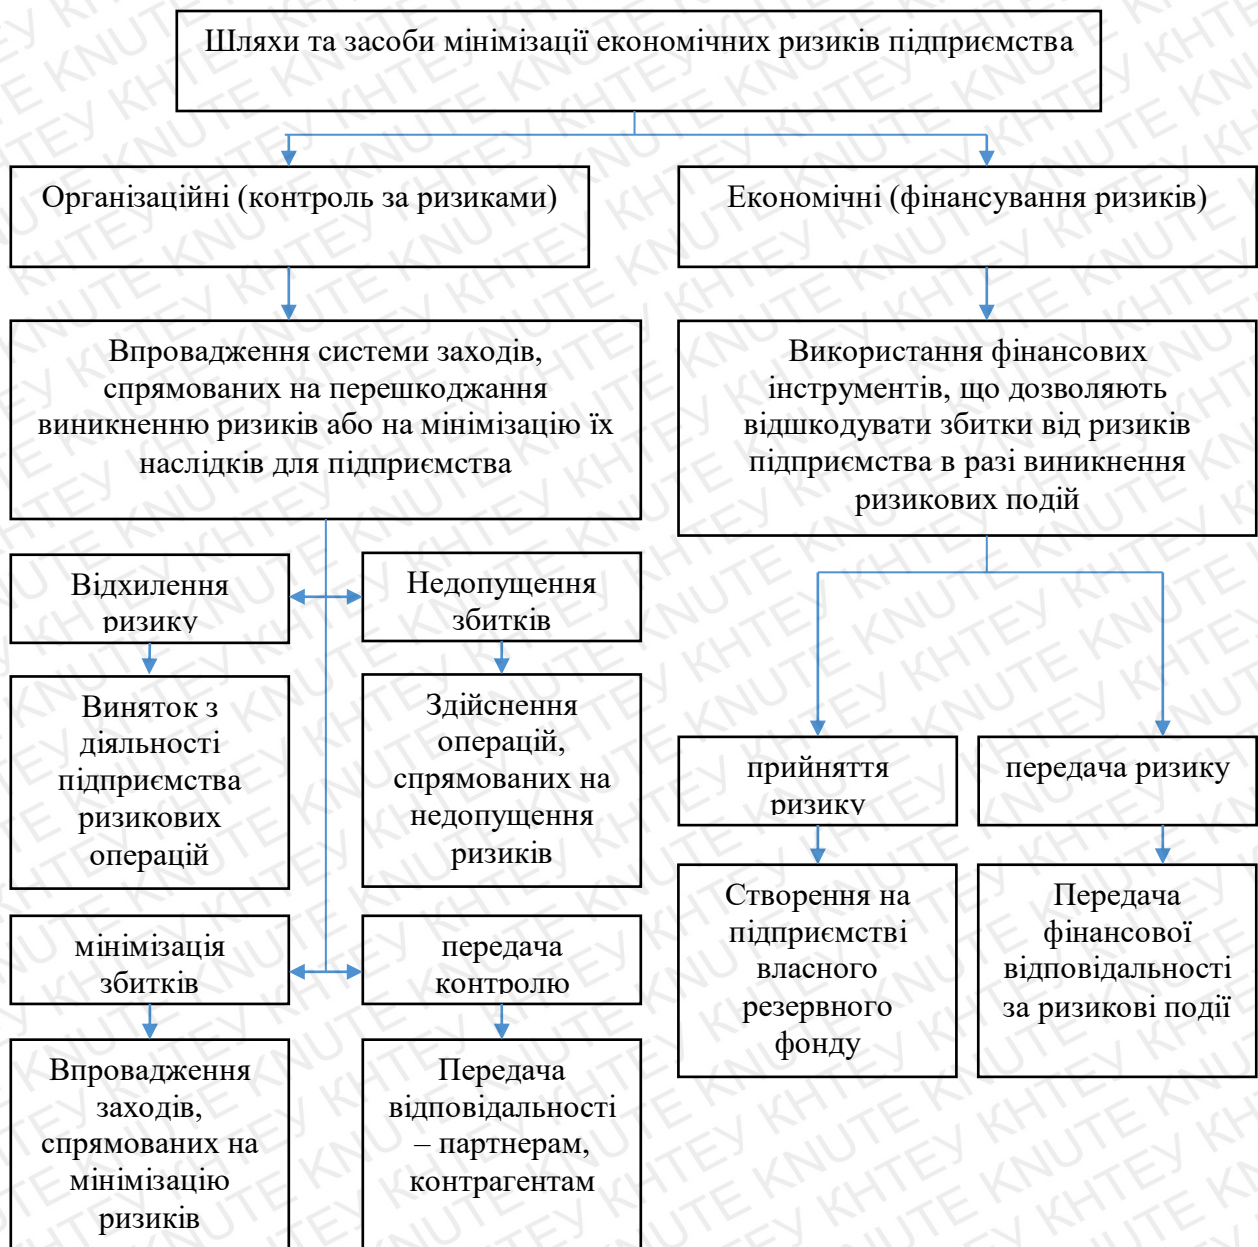 Шляхи та засоби мінімізації економічних ризиків підприємства
Організаційні (контроль за ризиками)
Економічні (фінансування ризиків)
Впровадження системи заходів,
спрямованих на перешкоджання
виникненню ризиків або на мінімізацію їх
наслідків для підприємства
Використання фінансових
інструментів, що дозволяють
відшкодувати збитки від ризиків
підприємства в разі виникнення
ризикових подій
Відхилення
ризику
Недопущення
збитків
Виняток з
діяльності
підприємства
ризикових
операцій
Здійснення
операцій,
спрямованих на
недопущення
ризиків
прийняття
ризику
передача ризику
Створення на
підприємстві
власного
резервного
фонду
Передача
фінансової
відповідальності
за ризикові події
мінімізація
збитків
передача
контролю
Впровадження
заходів,
спрямованих на
мінімізацію
ризиків
Передача
відповідальності
– партнерам,
контрагентам